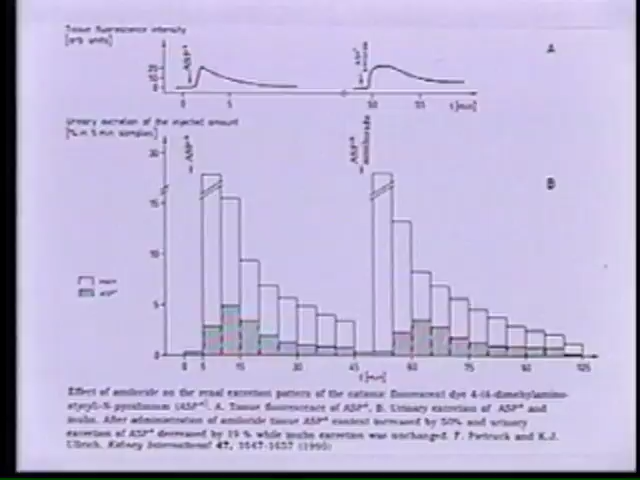 Tissue fluorescence intensity
[arb units]
ASP⁺
ASP⁺
A
20
10
0
0
5
50
55
t [min]
Urinary excretion of the injected amount
[% in 5 min samples]
ASP⁺
ASP⁺
amiloride
B
30
15
10
5
0
inulin
ASP⁺
0 5 15 30 45 60 75 90 105
t [min]
Effect of amiloride on the renal excretion pattern of the cationic fluorescent dye 4-(4-dimethylamino-
styryl)-N- (ASP⁺). A. Tissue fluorescence of ASP⁺. B. Urinary excretion of ASP⁺ and
inulin. After administration of amiloride tissue ASP⁺ content increased by 50% and urinary
excretion of ASP⁺ decreased by 19 % while inulin excretion was unchanged. F. Pietruck and K.J.
Ullrich. Kidney International 47, 1647-1657 (1995)